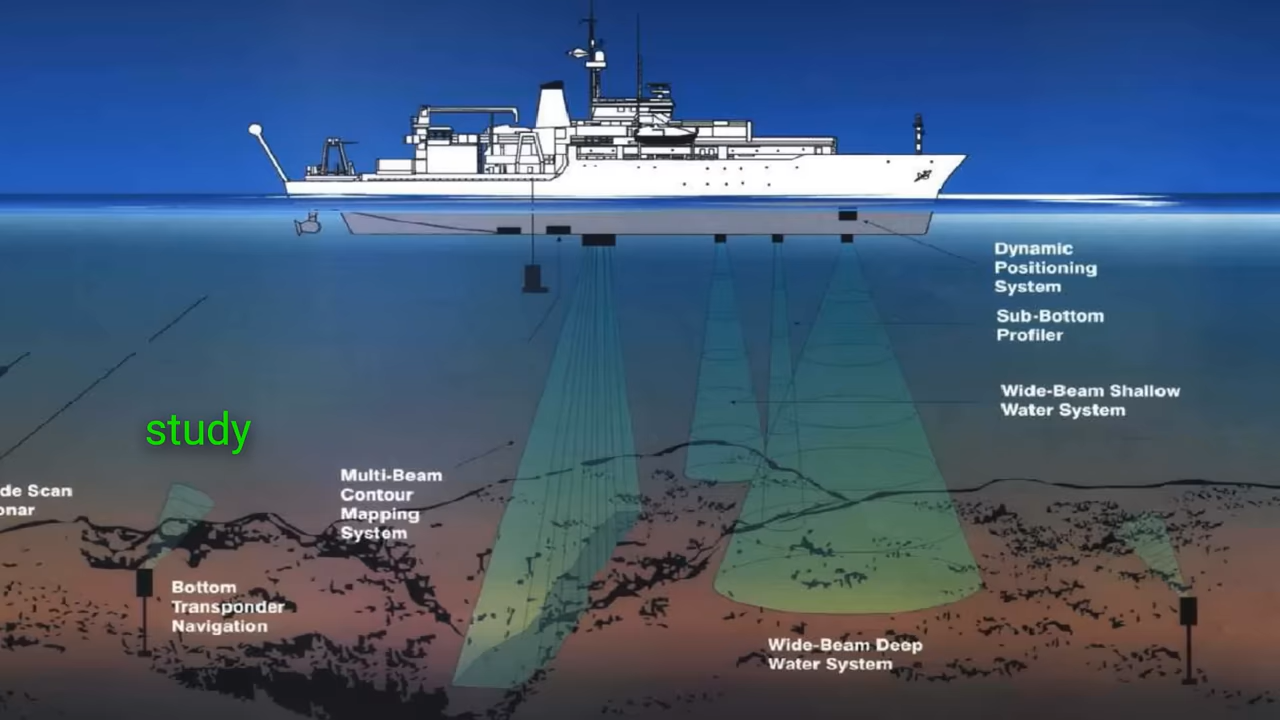 Dynamic
Positioning
System
Sub-Bottom
Profiler
Wide-Beam Shallow
Water System
study
Multi-Beam
Contour
Mapping
System
de Scan
onar
Bottom
Transponder
Navigation
Wide-Beam Deep
Water System